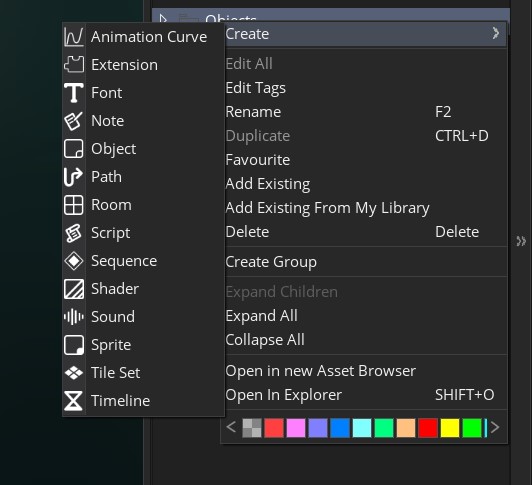 Objects
Create
Edit All
Edit Tags
Rename F2
Duplicate CTRL+D
Favourite
Add Existing
Add Existing From My Library
Delete Delete
Create Group
Expand Children
Expand All
Collapse All
Open in new Asset Browser
Open In Explorer SHIFT+O
Animation Curve
Extension
Font
Note
Object
Path
Room
Script
Sequence
Shader
Sound
Sprite
Tile Set
Timeline